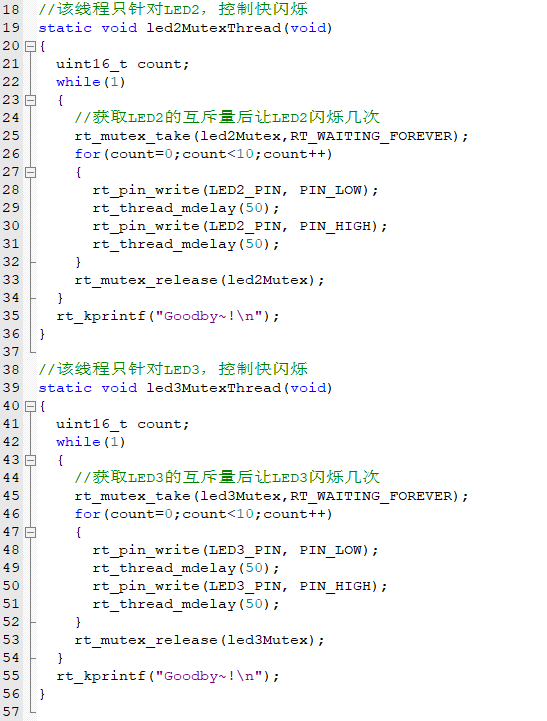 18 //该线程只针对LED2，控制快闪烁
19 static void led2MutexThread(void)
20 {
21   uint16_t count;
22   while(1)
23   {
24     //获取LED2的互斥量后让LED2闪烁几次
25     rt_mutex_take(led2Mutex,RT_WAITING_FOREVER);
26     for(count=0;count<10;count++)
27     {
28       rt_pin_write(LED2_PIN, PIN_LOW);
29       rt_thread_mdelay(50);
30       rt_pin_write(LED2_PIN, PIN_HIGH);
31       rt_thread_mdelay(50);
32     }
33     rt_mutex_release(led2Mutex);
34   }
35   rt_kprintf("Goodby~!\n");
36 }
37
38 //该线程只针对LED3，控制快闪烁
39 static void led3MutexThread(void)
40 {
41   uint16_t count;
42   while(1)
43   {
44     //获取LED3的互斥量后让LED3闪烁几次
45     rt_mutex_take(led3Mutex,RT_WAITING_FOREVER);
46     for(count=0;count<10;count++)
47     {
48       rt_pin_write(LED3_PIN, PIN_LOW);
49       rt_thread_mdelay(50);
50       rt_pin_write(LED3_PIN, PIN_HIGH);
51       rt_thread_mdelay(50);
52     }
53     rt_mutex_release(led3Mutex);
54   }
55   rt_kprintf("Goodby~!\n");
56 }
57